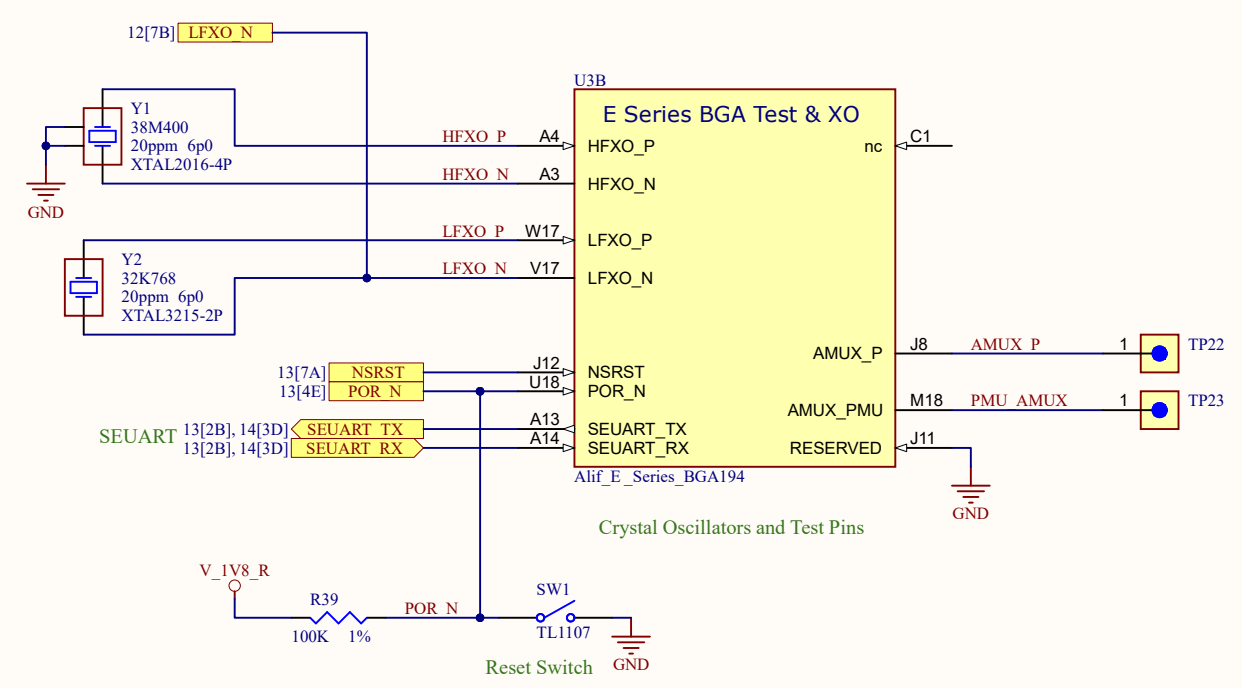 12[7B] LFXO_N
U3B
E Series BGA Test & XO
Y1
38M400
20ppm 6p0
XTAL2016-4P
GND
HFXO_P A4 HFXO_P
HFXO_N A3 HFXO_N
nc C1
LFXO_P W17 LFXO_P
LFXO_N V17 LFXO_N
Y2
32K768
20ppm 6p0
XTAL3215-2P
AMUX_P J8 AMUX_P 1 TP22
13[7A] NSRST J12 NSRST
13[4E] POR_N U18 POR_N
AMUX_PMU M18 PMU_AMUX 1 TP23
SEUART 13[2B], 14[3D] SEUART_TX A13 SEUART_TX
13[2B], 14[3D] SEUART_RX A14 SEUART_RX
RESERVED J11
GND
Alif_E_Series_BGA194
Crystal Oscillators and Test Pins
V_1V8_R
R39
100K 1%
POR_N
SW1
TL1107
GND
Reset Switch